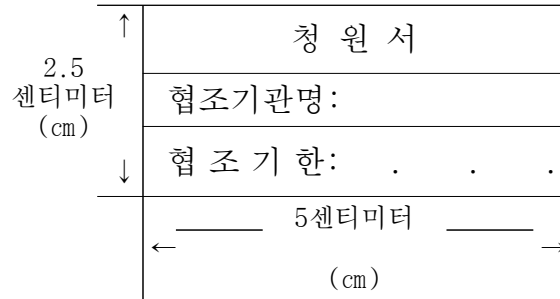 청 원 서
2.5
센티미터
(cm)
협조기관명:
협 조 기 한: . . .
5센티미터
(cm)